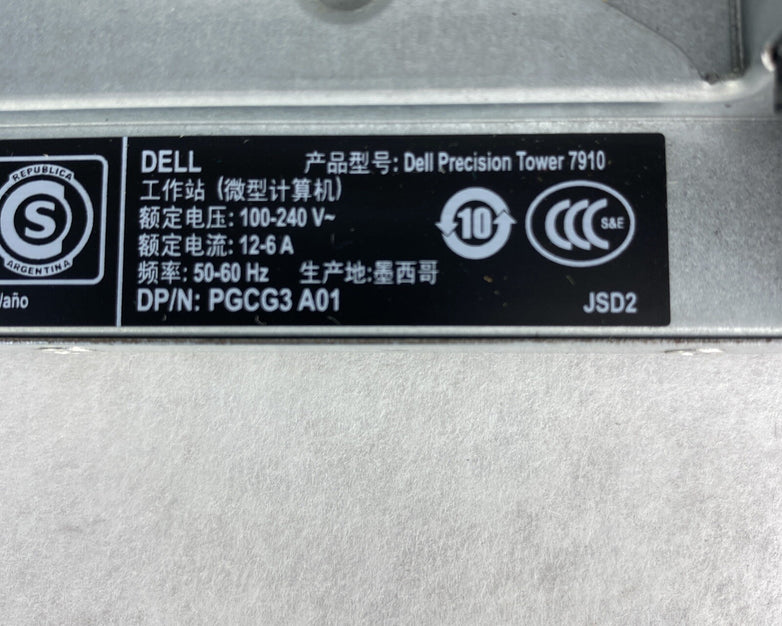 REPUBLICA
S
ARGENTINA
/año
DELL 产品型号: Dell Precision Tower 7910
工作站 (微型计算机)
额定电压: 100-240 V~
额定电流: 12-6 A
频率: 50-60 Hz 生产地:墨西哥
DP/N: PGCG3 A01
10
CCC S&E
JSD2